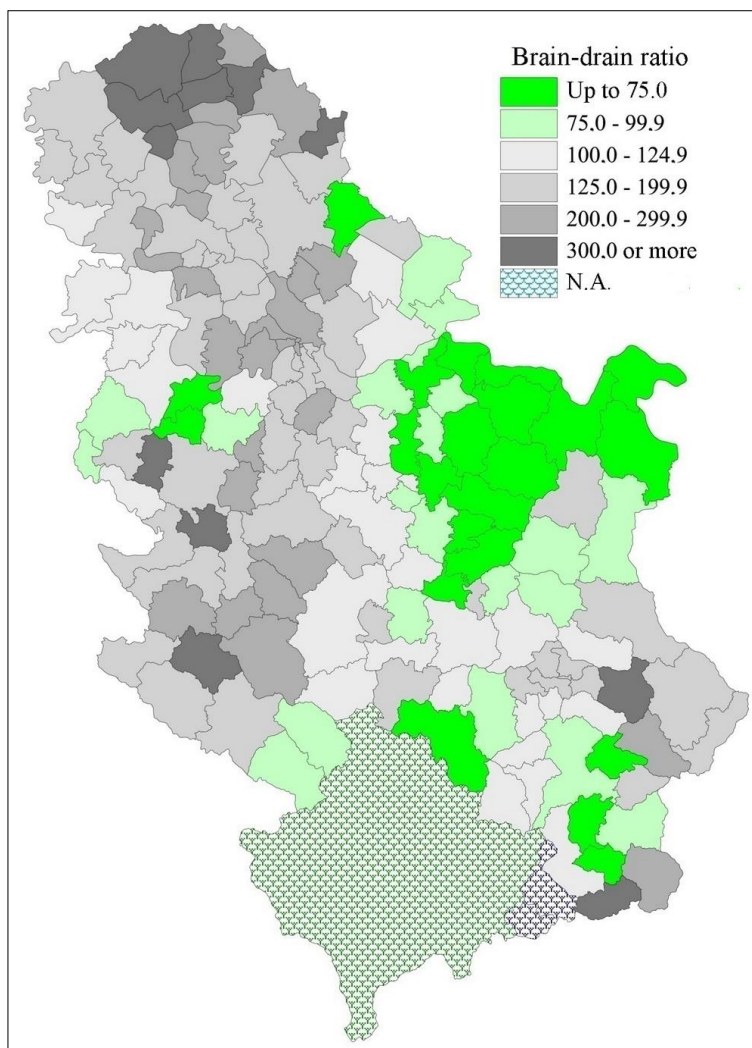 Brain-drain ratio
Up to 75.0
75.0 - 99.9
100.0 - 124.9
125.0 - 199.9
200.0 - 299.9
300.0 or more
N.A.